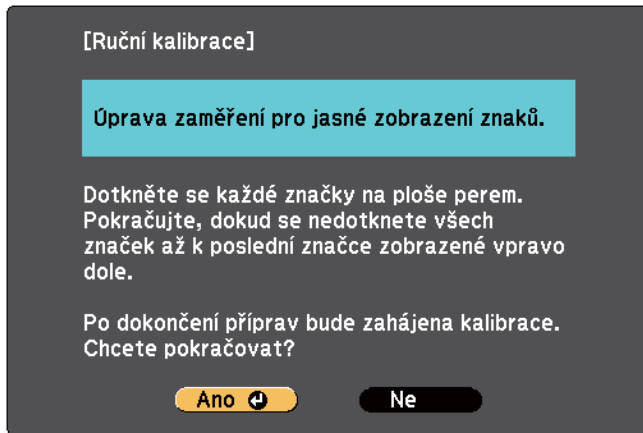 [Ruční kalibrace]
Úprava zaměření pro jasné zobrazení znaků.
Dotkněte se každé značky na ploše perem.
Pokračujte, dokud se nedotknete všech
značek až k poslední značce zobrazené vpravo
dole.
Po dokončení příprav bude zahájena kalibrace.
Chcete pokračovat?
Ano Ne